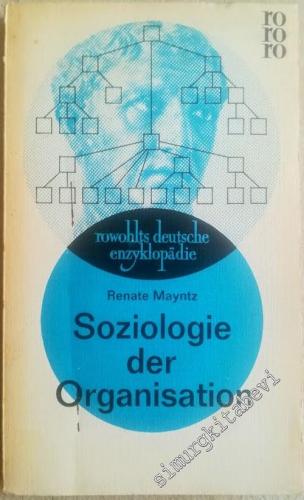 ro
ro
ro
rowohlts deutsche
enzyklopädie
Renate Mayntz
Soziologie
der
Organisation
simurgkitabevi